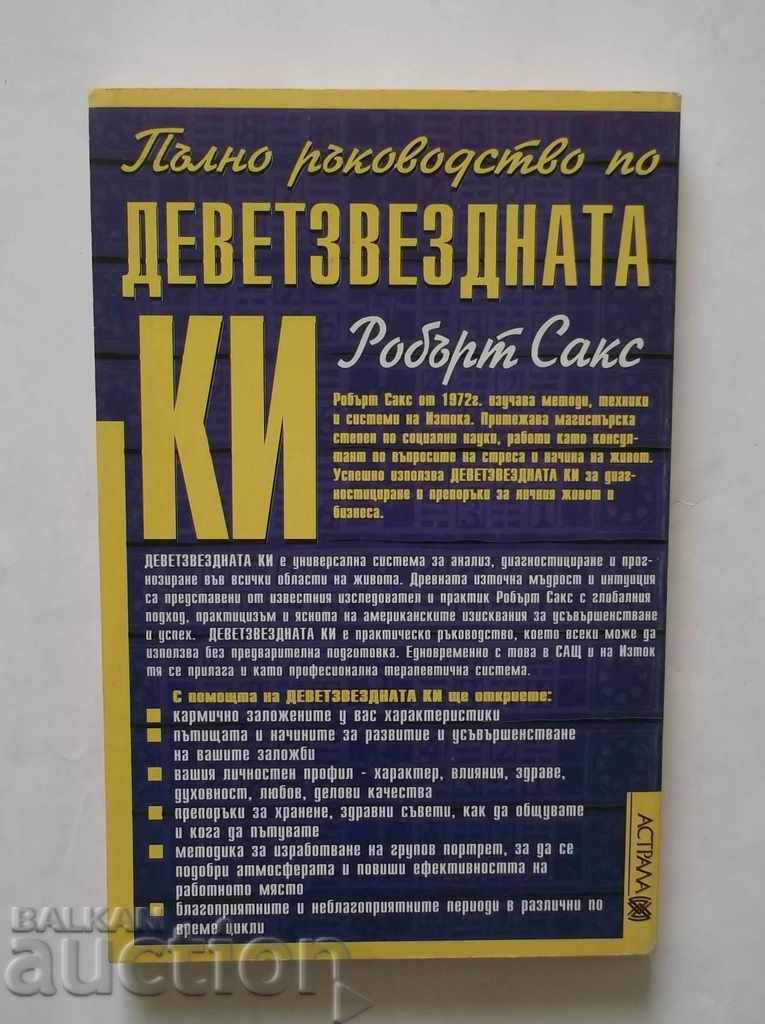 Пълно ръководство по
ДЕВЕТЗВЕЗДНАТА
КИ
Робърт Сакс
Робърт Сакс от 1972г. изучава методи, техники
и системи на Изтока. Притежава магистърска
степен по социални науки, работи като консул-
тант по въпросите на стреса и начина на живот.
Успешно използва ДЕВЕТЗВЕЗДНАТА КИ за диаг-
ностициране и препоръки за личния живот и
бизнеса.
ДЕВЕТЗВЕЗДНАТА КИ е универсална система за анализ, диагностициране и прог-
нозиране във всички области на живота. Древната източна мъдрост и интуиция
са представени от известния изследовател и практик Робърт Сакс с глобалния
подход, практицизъм и яснота на американските изисквания за усъвършенстване
и успех. ДЕВЕТЗВЕЗДНАТА КИ е практическо ръководство, което всеки може да
използва без предварителна подготовка. Едновременно с това в САЩ и на Изток
тя се прилага и като професионална терапевтична система.
С помощта на ДЕВЕТЗВЕЗДНАТА КИ ще откриете:
кармично заложените у вас характеристики
пътищата и начините за развитие и усъвършенстване
на вашите заложби
вашия личностен профил - характер, влияния, здраве,
духовност, любов, делови качества
препоръки за хранене, здравни съвети, как да общувате
и кога да пътувате
методика за изработване на групов портрет, за да се
подобри атмосферата и повиши ефективността на
работното място
благоприятните и неблагоприятните периоди в различни по
време цикли
АСТРАЛА
BALKAN
auction